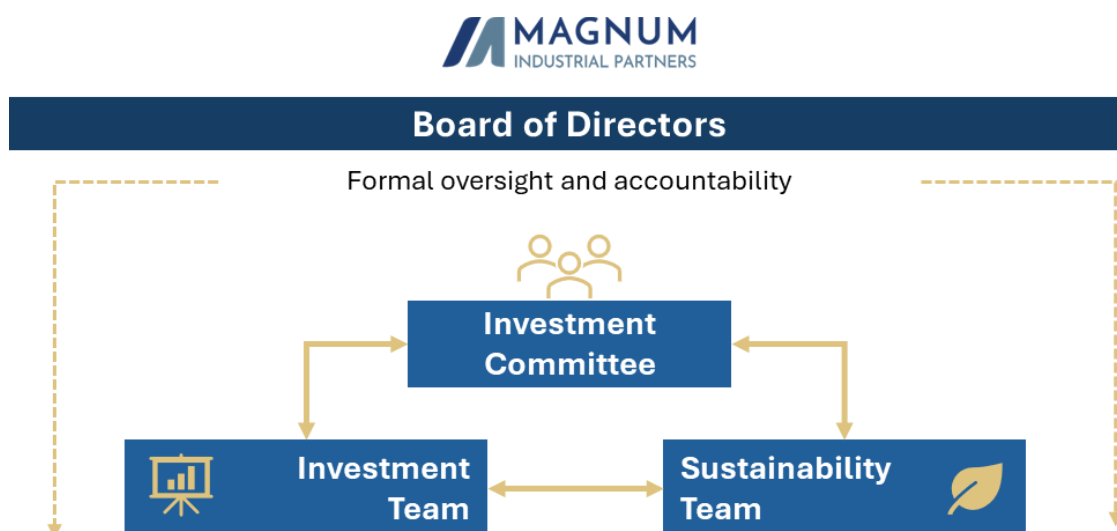 MAGNUM
INDUSTRIAL PARTNERS
Board of Directors
Formal oversight and accountability
Investment
Committee
Investment
Team
Sustainability
Team